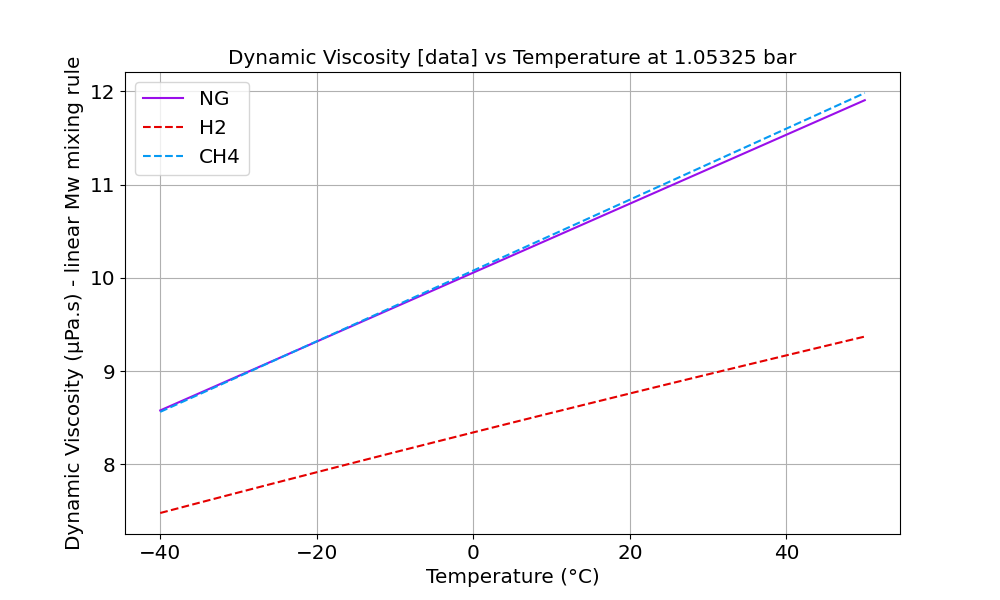 Dynamic Viscosity [data] vs Temperature at 1.05325 bar
Dynamic Viscosity (μPa.s) - linear Mw mixing rule
12
11
10
9
8
NG
H2
CH4
−40
−20
0
20
40
Temperature (°C)